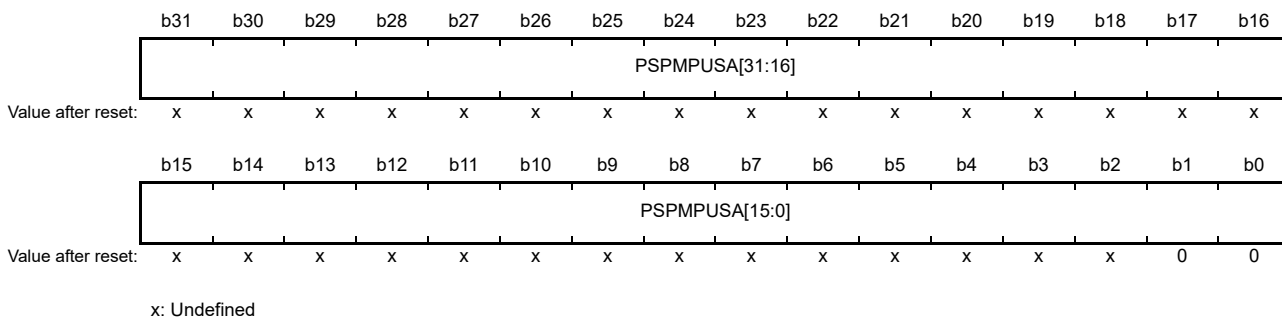 b31 b30 b29 b28 b27 b26 b25 b24 b23 b22 b21 b20 b19 b18 b17 b16
PSPMPUSA[31:16]
Value after reset: x x x x x x x x x x x x x x x x
b15 b14 b13 b12 b11 b10 b9 b8 b7 b6 b5 b4 b3 b2 b1 b0
PSPMPUSA[15:0]
Value after reset: x x x x x x x x x x x x x x 0 0
x: Undefined